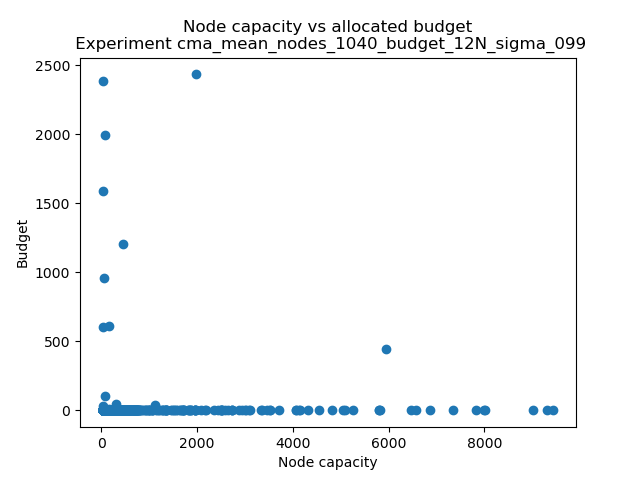 Node capacity vs allocated budget
Experiment cma_mean_nodes_1040_budget_12N_sigma_099
2500
2000
1500
1000
500
0
Budget
0 2000 4000 6000 8000
Node capacity